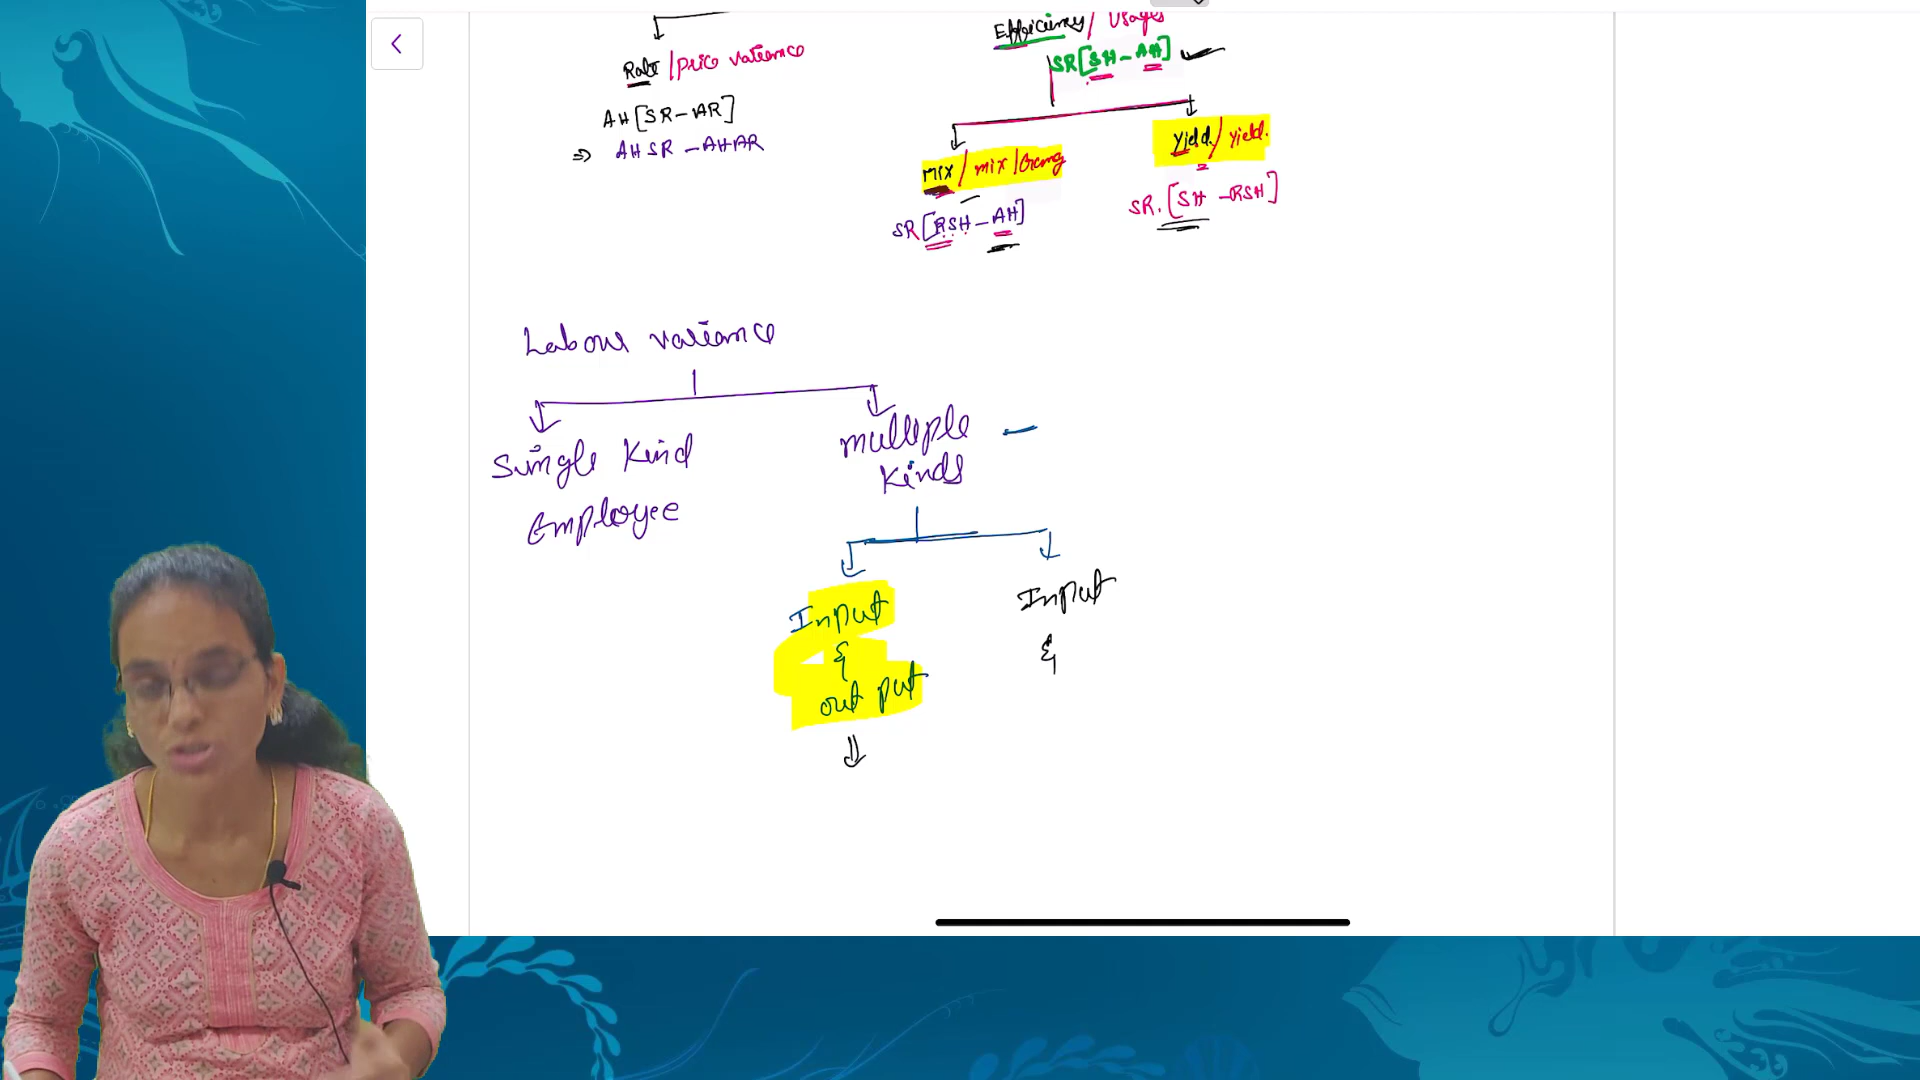 Efficiency / Usages
SR[SH - AH]
Rate / price variance
AH[SR - AR]
⇒ AHSR - AHAR
Mix / mix / Gang
Yield / yield.
SR[RSH - AH]
SR.[SH - RSH]
Labour variance
Single Kind
Employee
multiple
Kinds
Input
&
out put
Input
&